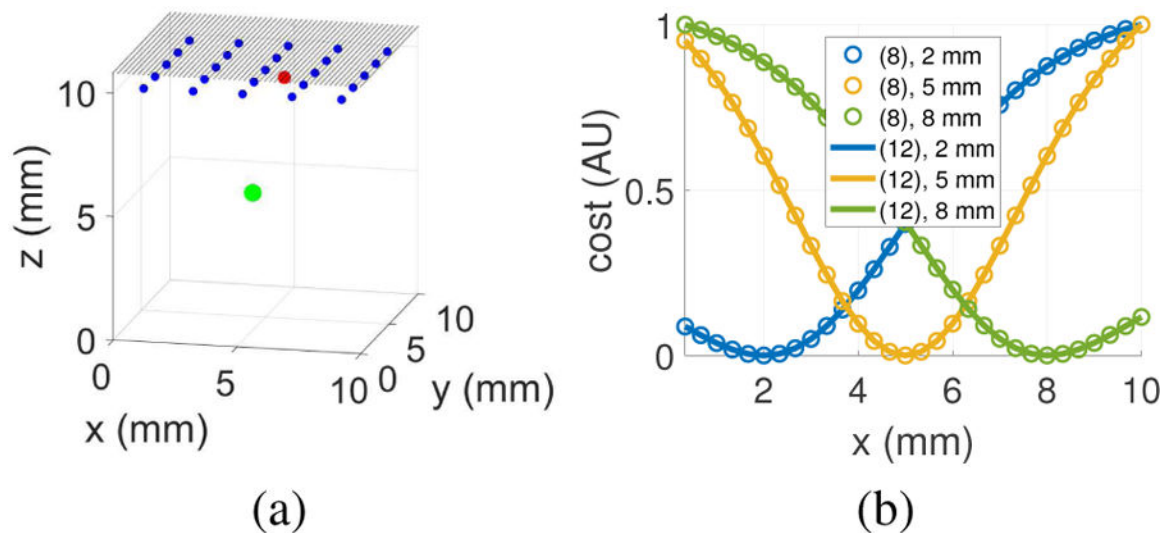 10
5
0
z (mm)
0
5
10
x (mm)
0
5
10
y (mm)
(a)
1
0.5
0
cost (AU)
(8), 2 mm
(8), 5 mm
(8), 8 mm
(12), 2 mm
(12), 5 mm
(12), 8 mm
2 4 6 8 10
x (mm)
(b)